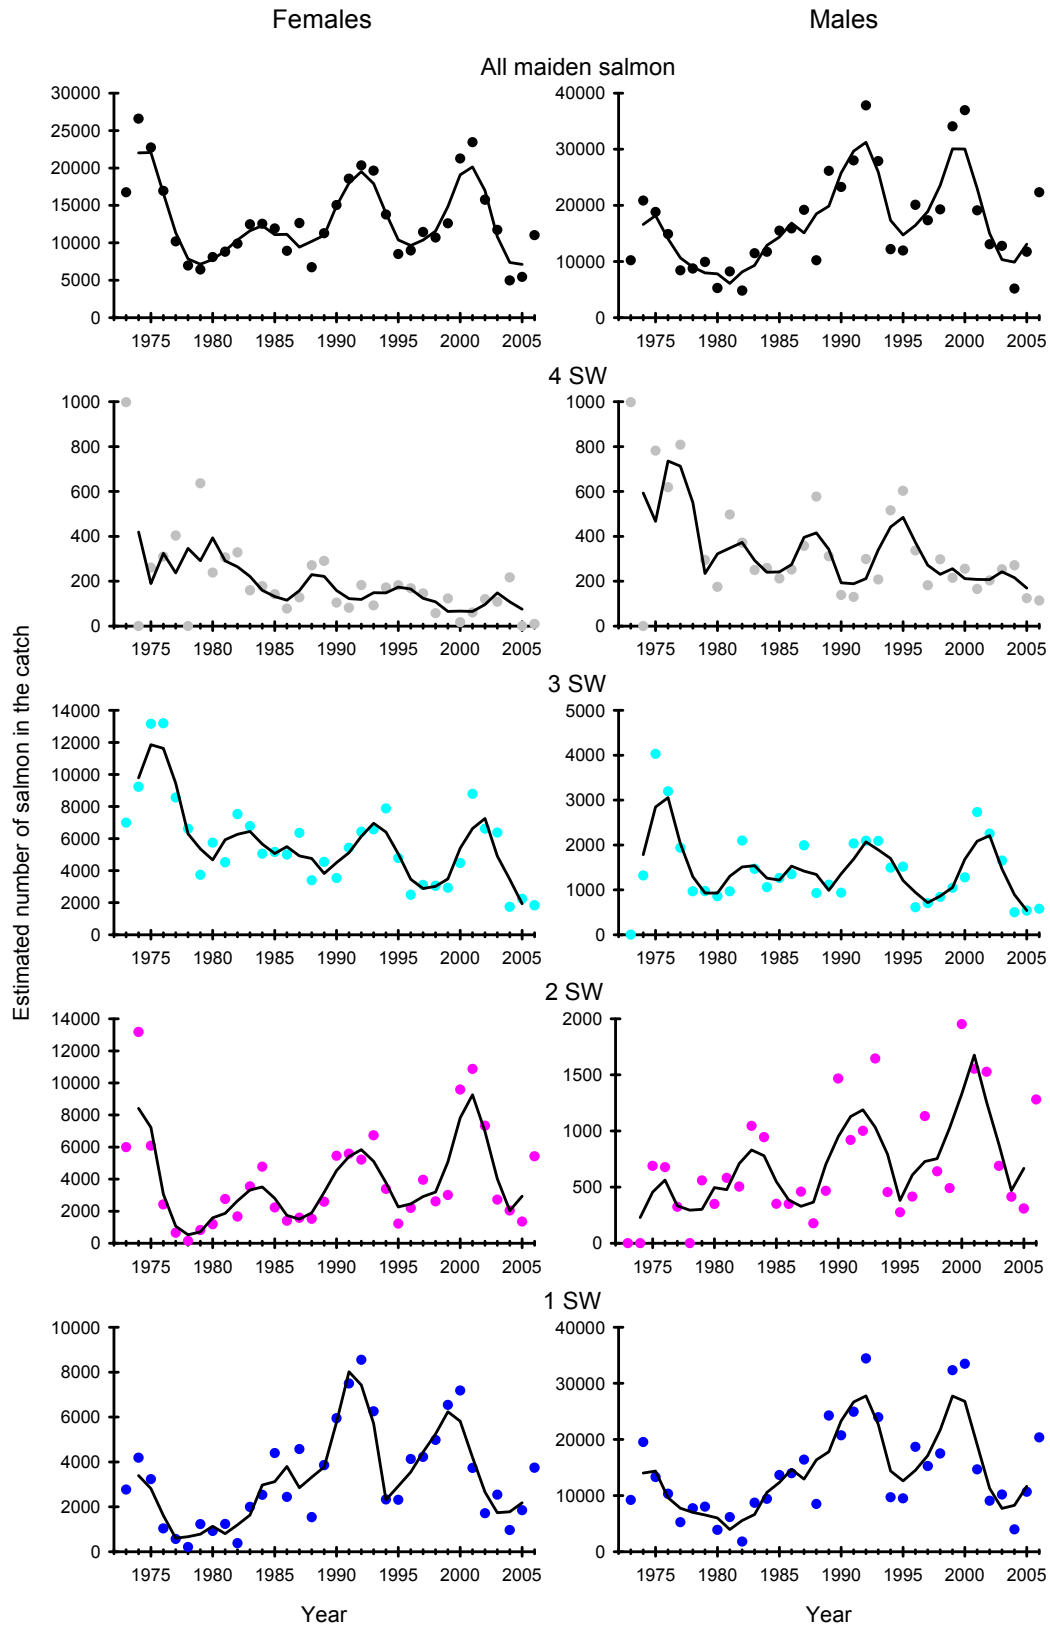 Females Males
All maiden salmon
30000 25000 20000 15000 10000 5000 0
1975 1980 1985 1990 1995 2000 2005
40000 30000 20000 10000 0
1975 1980 1985 1990 1995 2000 2005
4 SW
1000 800 600 400 200 0
1975 1980 1985 1990 1995 2000 2005
1000 800 600 400 200 0
1975 1980 1985 1990 1995 2000 2005
3 SW
14000 12000 10000 8000 6000 4000 2000 0
1975 1980 1985 1990 1995 2000 2005
5000 4000 3000 2000 1000 0
1975 1980 1985 1990 1995 2000 2005
Estimated number of salmon in the catch
2 SW
14000 12000 10000 8000 6000 4000 2000 0
1975 1980 1985 1990 1995 2000 2005
2000 1500 1000 500 0
1975 1980 1985 1990 1995 2000 2005
1 SW
10000 8000 6000 4000 2000 0
1975 1980 1985 1990 1995 2000 2005
40000 30000 20000 10000 0
1975 1980 1985 1990 1995 2000 2005
Year Year